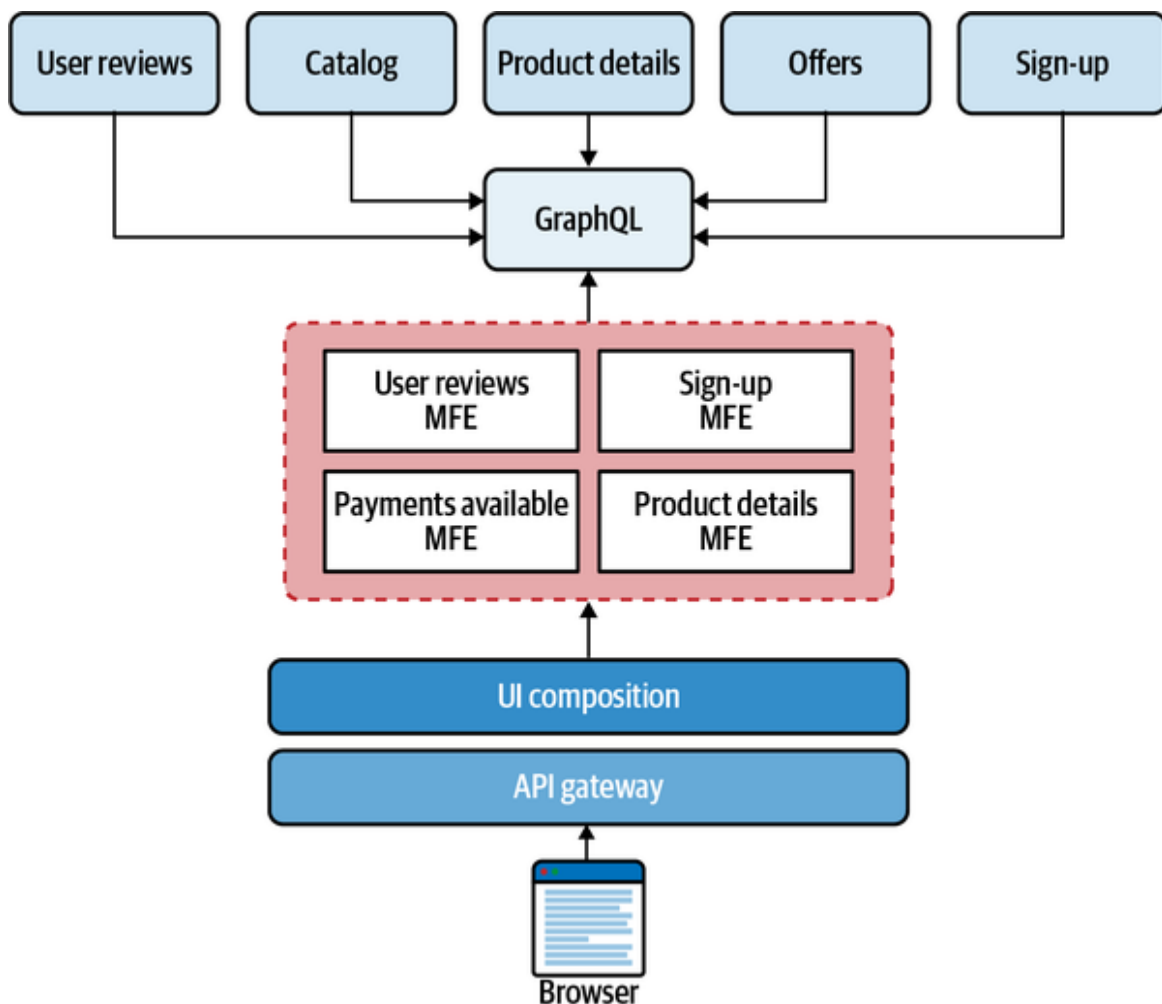 User reviews
Catalog
Product details
Offers
Sign-up
GraphQL
User reviews
MFE
Sign-up
MFE
Payments available
MFE
Product details
MFE
UI composition
API gateway
Browser